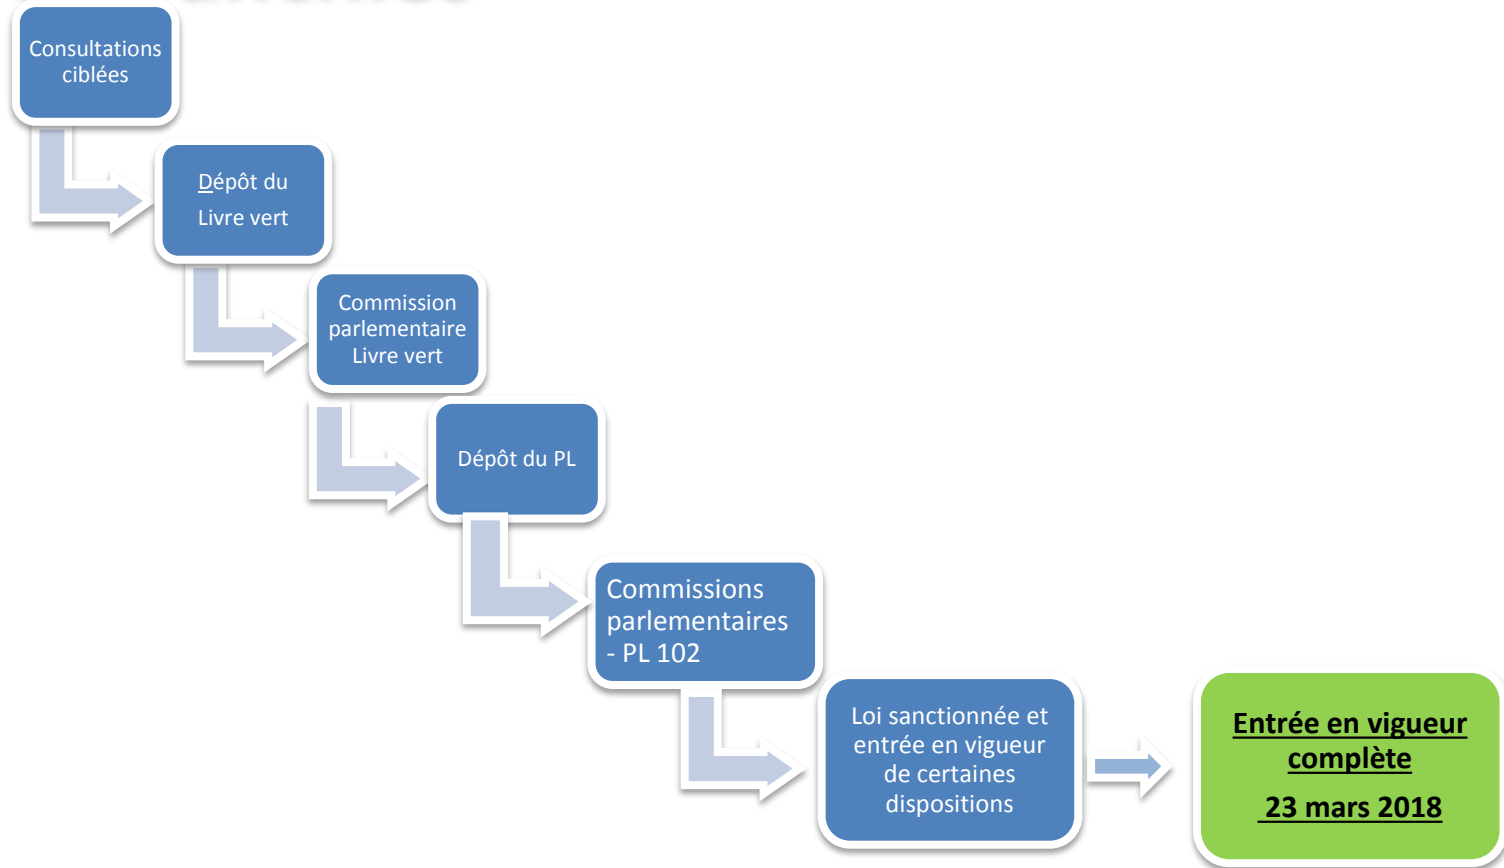 Consultations
ciblées
Dépôt du
Livre vert
Commission
parlementaire
Livre vert
Dépôt du PL
Commissions
parlementaires
- PL 102
Loi sanctionnée et
entrée en vigueur
de certaines
dispositions
Entrée en vigueur
complète
23 mars 2018